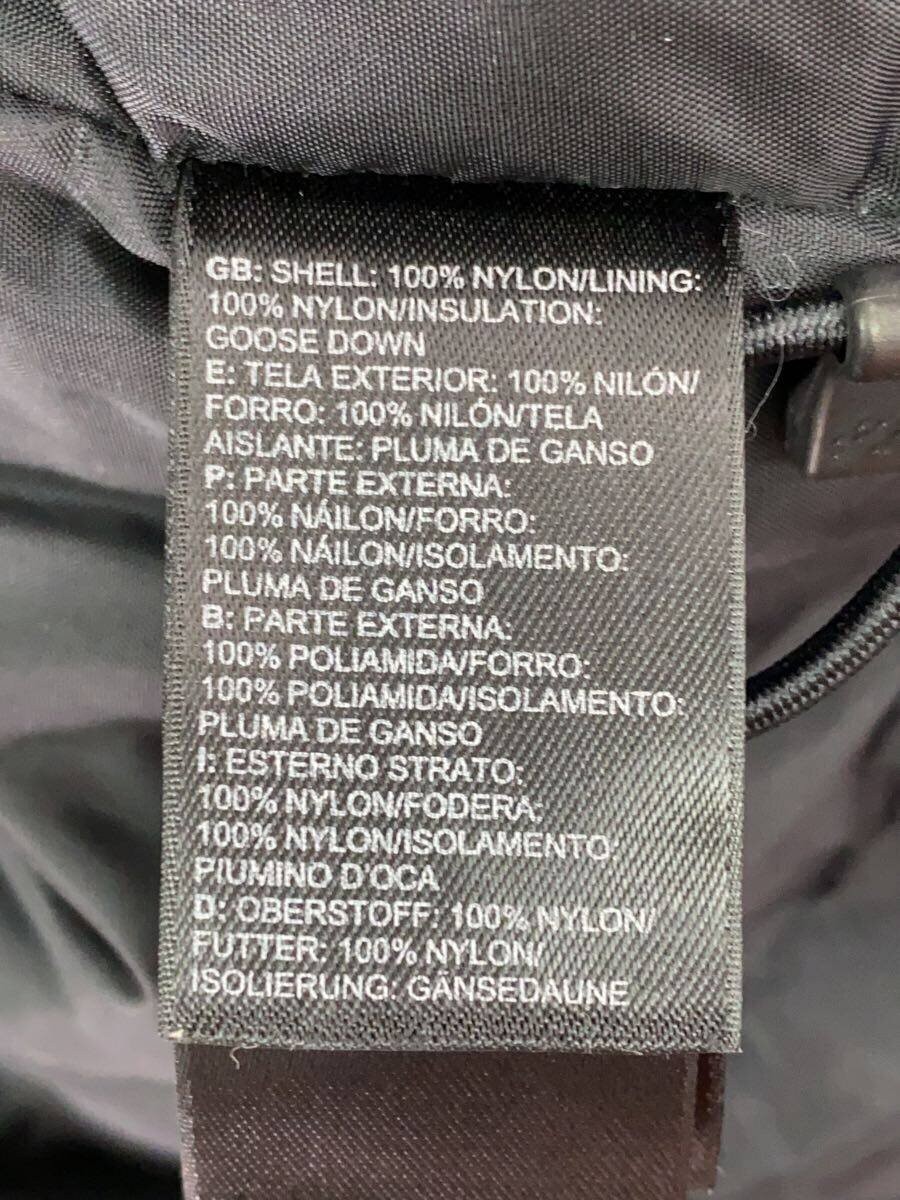 GB: SHELL: 100% NYLON/LINING:
100% NYLON/INSULATION:
GOOSE DOWN
E: TELA EXTERIOR: 100% NILÓN/
FORRO: 100% NILÓN/TELA
AISLANTE: PLUMA DE GANSO
P: PARTE EXTERNA:
100% NÁILON/FORRO:
100% NÁILON/ISOLAMENTO:
PLUMA DE GANSO
B: PARTE EXTERNA:
100% POLIAMIDA/FORRO:
100% POLIAMIDA/ISOLAMENTO:
PLUMA DE GANSO
I: ESTERNO STRATO:
100% NYLON/FODERA:
100% NYLON/ISOLAMENTO:
PIUMINO D'OCA
D: OBERSTOFF: 100% NYLON/
FUTTER: 100% NYLON/
ISOLIERUNG: GÄNSEDAUNE